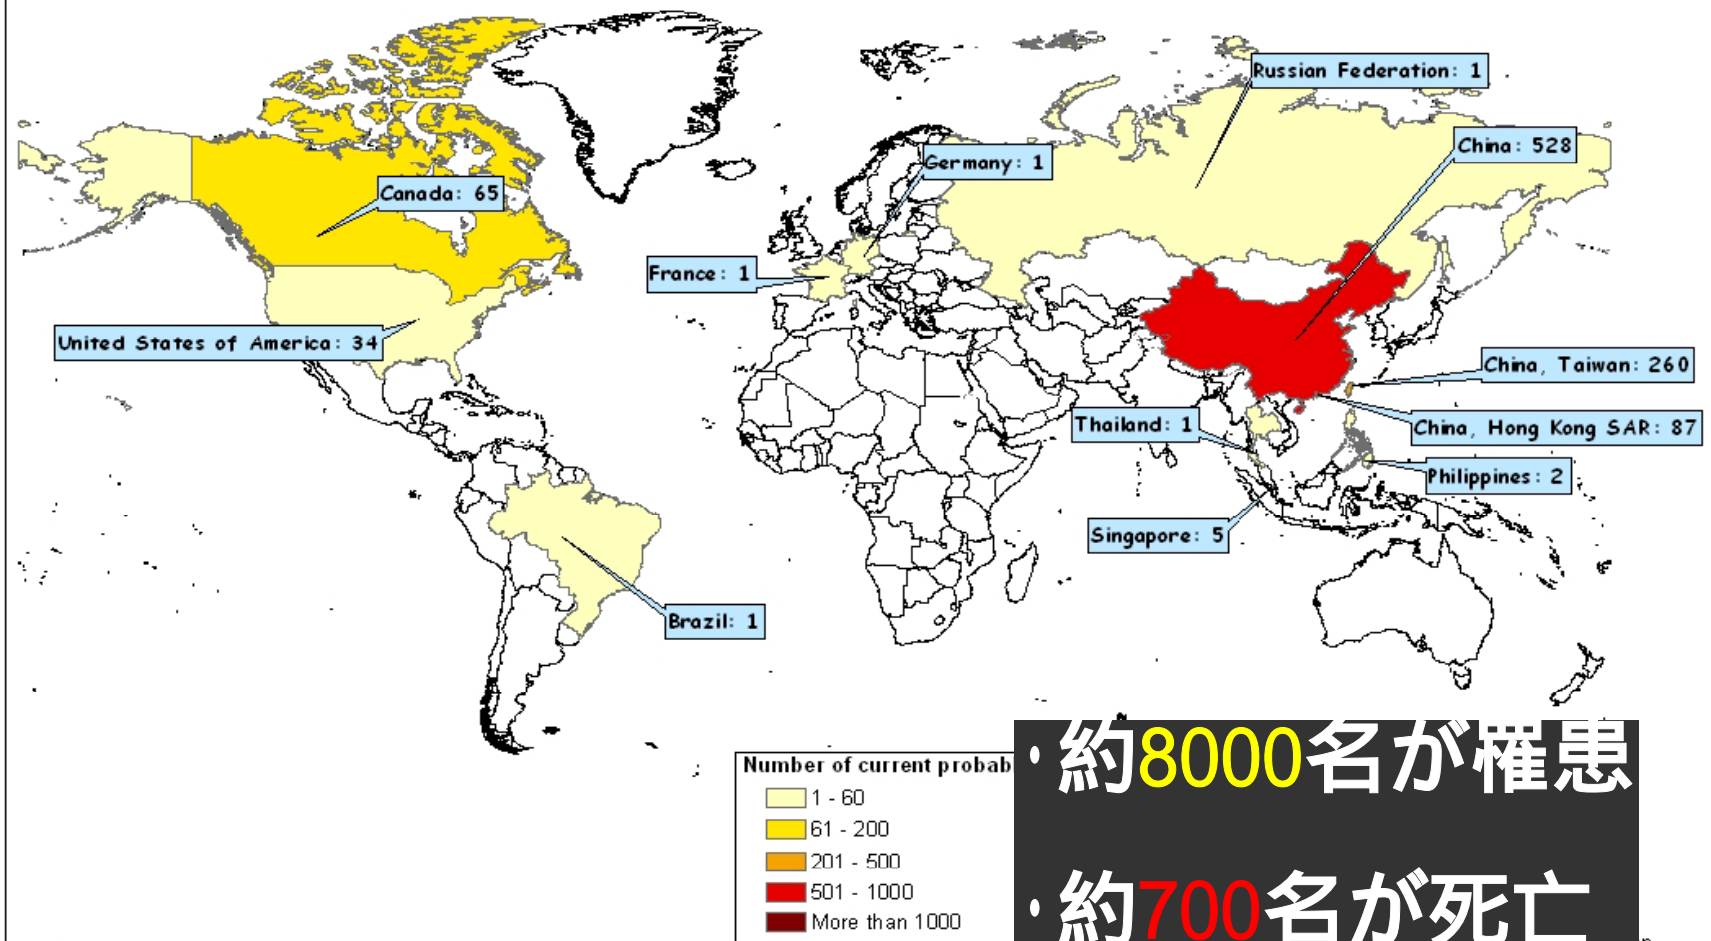 Russian Federation: 1
China: 528
Germany: 1
Canada: 65
France: 1
United States of America: 34
China, Taiwan: 260
Thailand: 1
China, Hong Kong SAR: 87
Philippines: 2
Singapore: 5
Brazil: 1
Number of current probab
1 - 60
61 - 200
201 - 500
501 - 1000
More than 1000
・約8000名が罹患
・約700名が死亡